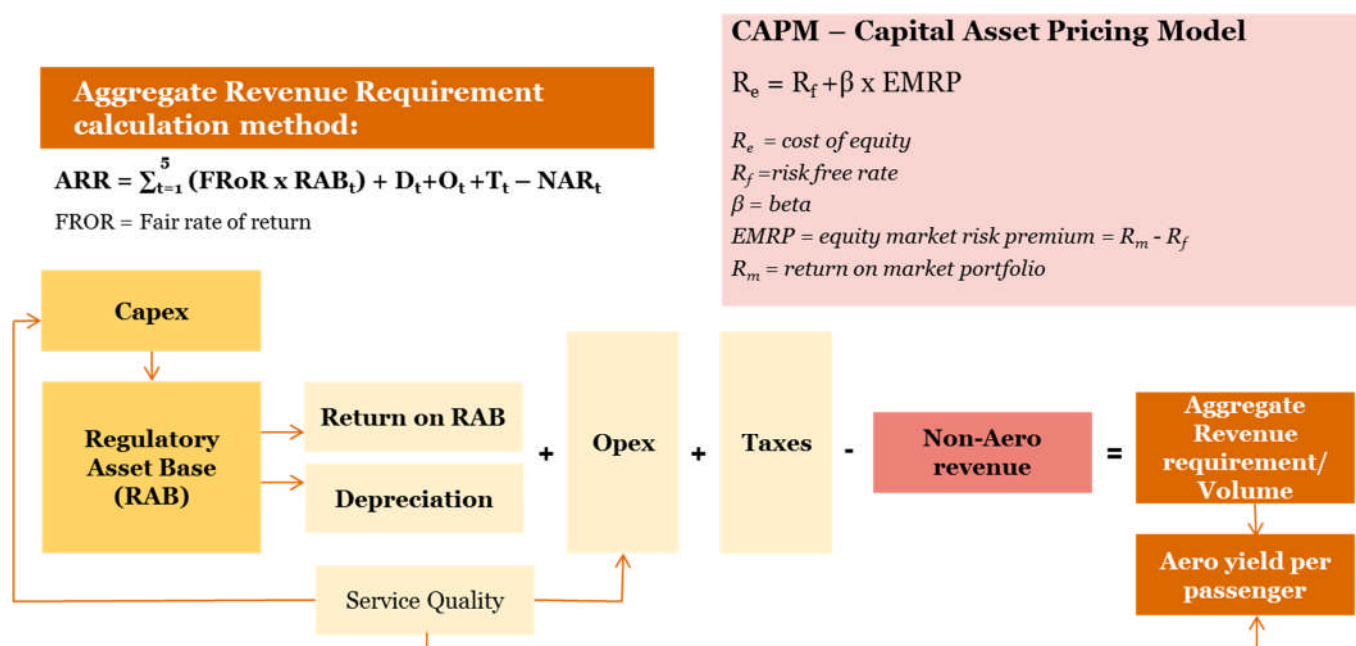 Aggregate Revenue Requirement
calculation method:
ARR = ∑⁵ₜ₌₁ (FRoR x RABₜ) + Dₜ+Oₜ +Tₜ – NARₜ
FROR = Fair rate of return
CAPM – Capital Asset Pricing Model
Rₑ = R_f +β x EMRP
Rₑ = cost of equity
R_f =risk free rate
β = beta
EMRP = equity market risk premium = Rₘ - R_f
Rₘ = return on market portfolio
Capex
Regulatory
Asset Base
(RAB)
Return on RAB
Depreciation
+
Opex
+
Taxes
-
Non-Aero
revenue
=
Aggregate
Revenue
requirement/
Volume
Aero yield per
passenger
Service Quality